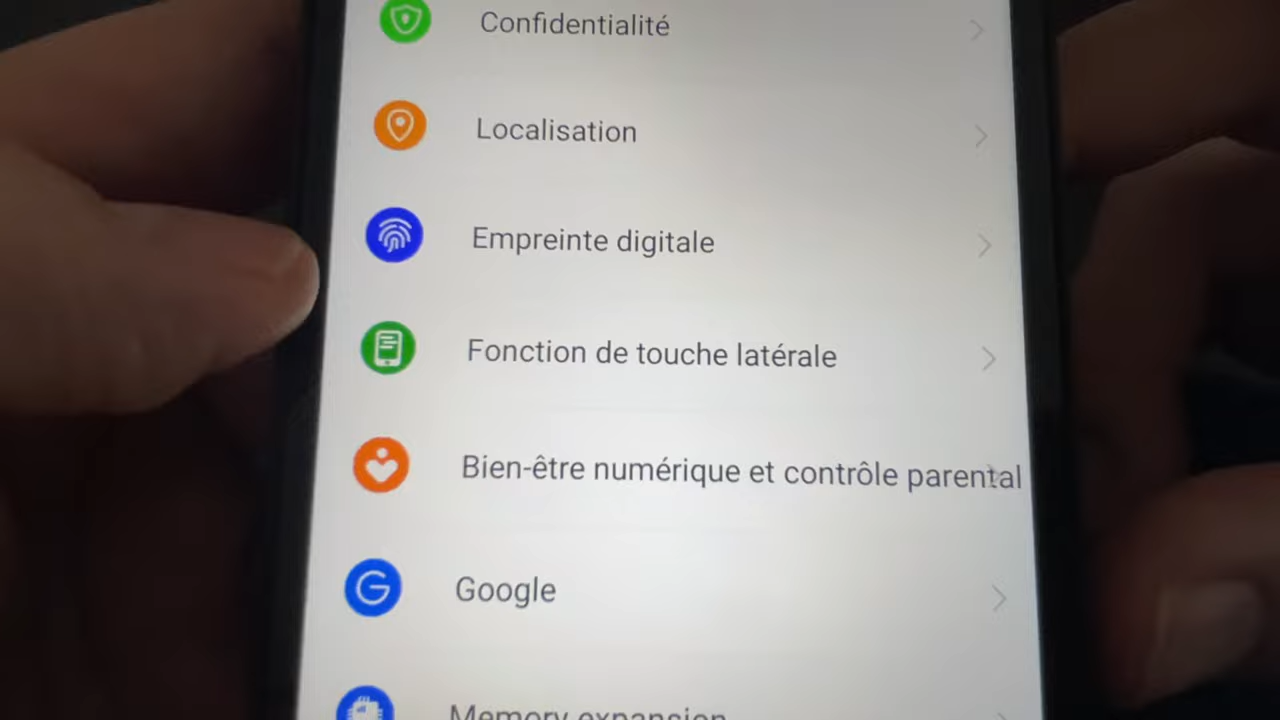 Confidentialité
Localisation
Empreinte digitale
Fonction de touche latérale
Bien-être numérique et contrôle parental
Google
Memory expansion